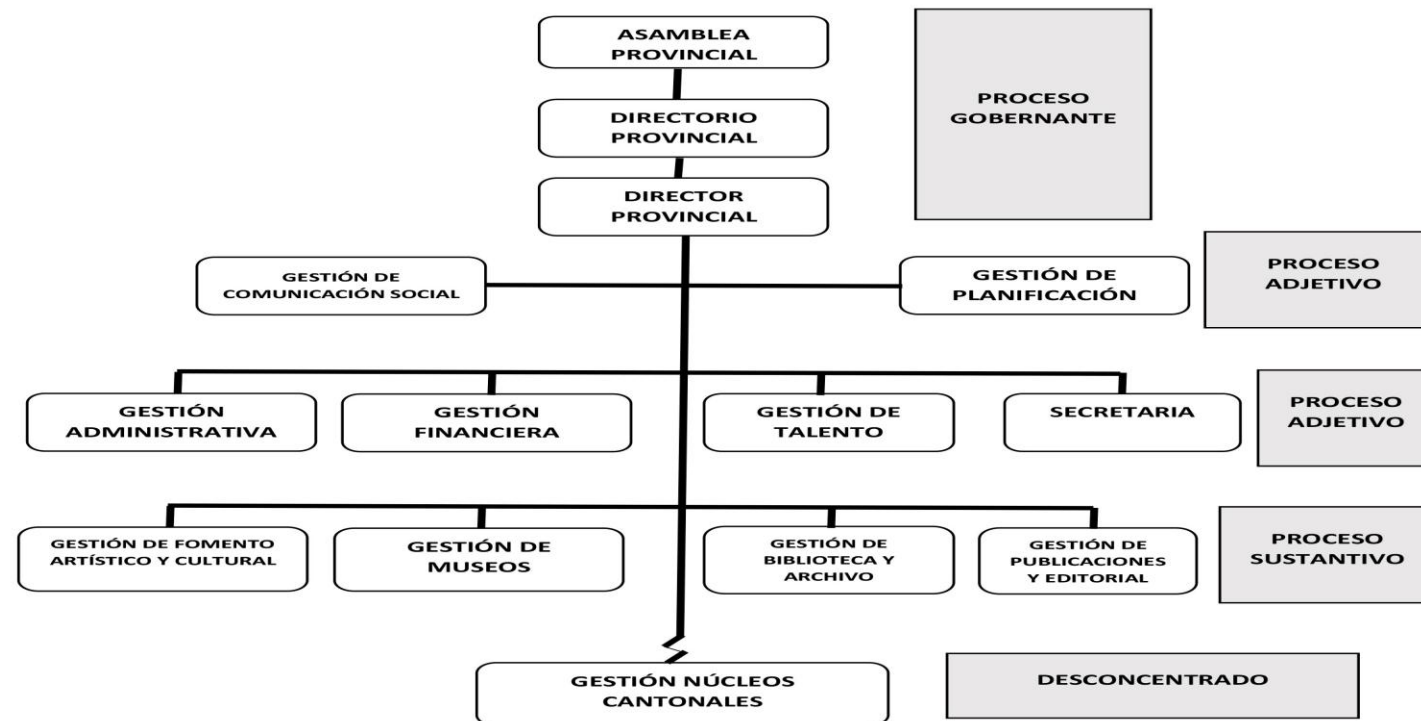 ASAMBLEA
PROVINCIAL
PROCESO
GOBERNANTE
DIRECTORIO
PROVINCIAL
DIRECTOR
PROVINCIAL
GESTIÓN DE
COMUNICACIÓN SOCIAL
GESTIÓN DE
PLANIFICACIÓN
PROCESO
ADJETIVO
GESTIÓN
ADMINISTRATIVA
GESTIÓN
FINANCIERA
GESTIÓN DE
TALENTO
SECRETARIA
PROCESO
ADJETIVO
GESTIÓN DE FOMENTO
ARTÍSTICO Y CULTURAL
GESTIÓN DE
MUSEOS
GESTIÓN DE
BIBLIOTECA Y
ARCHIVO
GESTIÓN DE
PUBLICACIONES
Y EDITORIAL
PROCESO
SUSTANTIVO
GESTIÓN NÚCLEOS
CANTONALES
DESCONCENTRADO